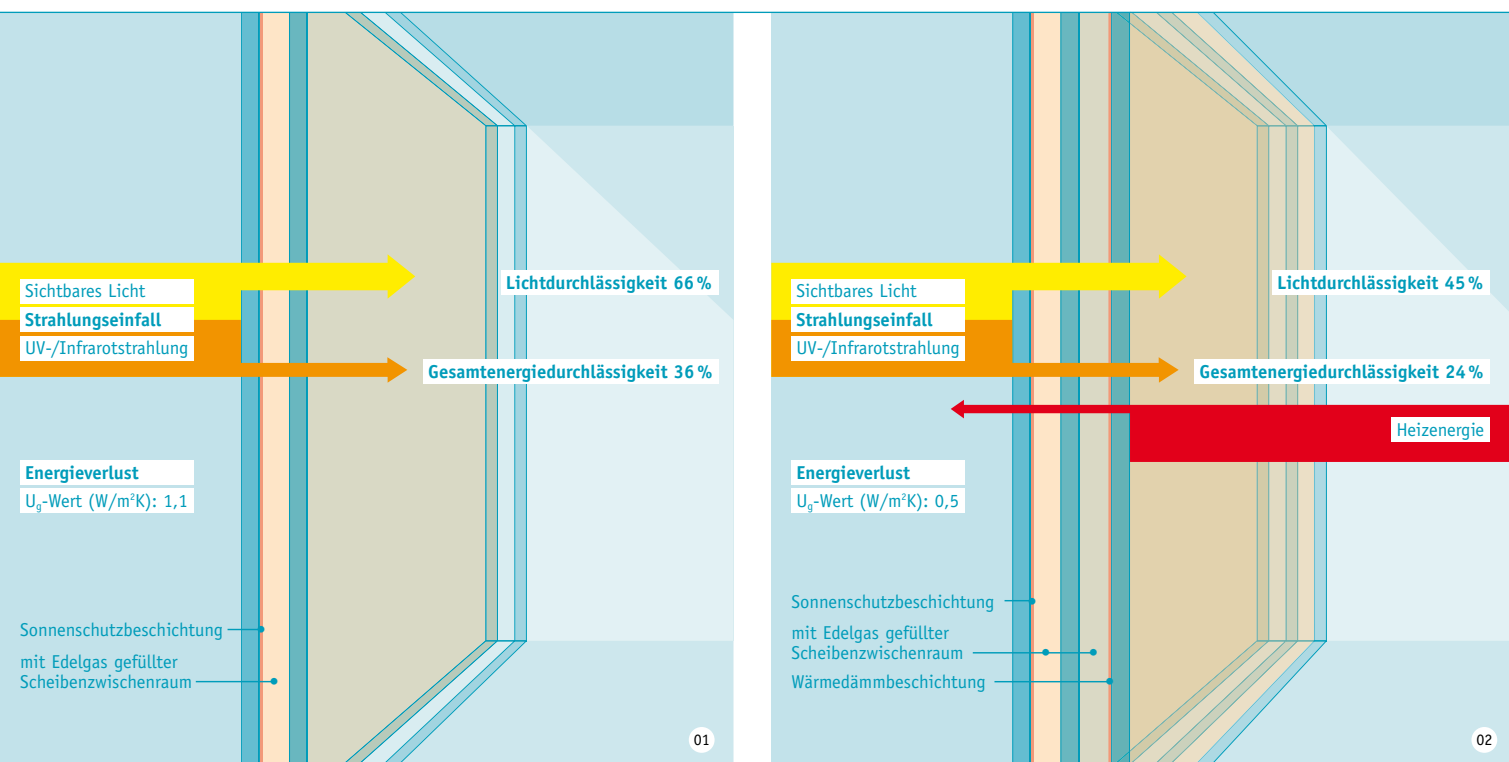 Sichtbares Licht
Strahlungseinfall
UV-/Infrarotstrahlung
Lichtdurchlässigkeit 66 %
Gesamtenergiedurchlässigkeit 36 %
Energieverlust
Ug-Wert (W/m²K): 1,1
Sonnenschutzbeschichtung
mit Edelgas gefüllter
Scheibenzwischenraum
01
Sichtbares Licht
Strahlungseinfall
UV-/Infrarotstrahlung
Lichtdurchlässigkeit 45 %
Gesamtenergiedurchlässigkeit 24 %
Heizenergie
Energieverlust
Ug-Wert (W/m²K): 0,5
Sonnenschutzbeschichtung
mit Edelgas gefüllter
Scheibenzwischenraum
Wärmedämmbeschichtung
02